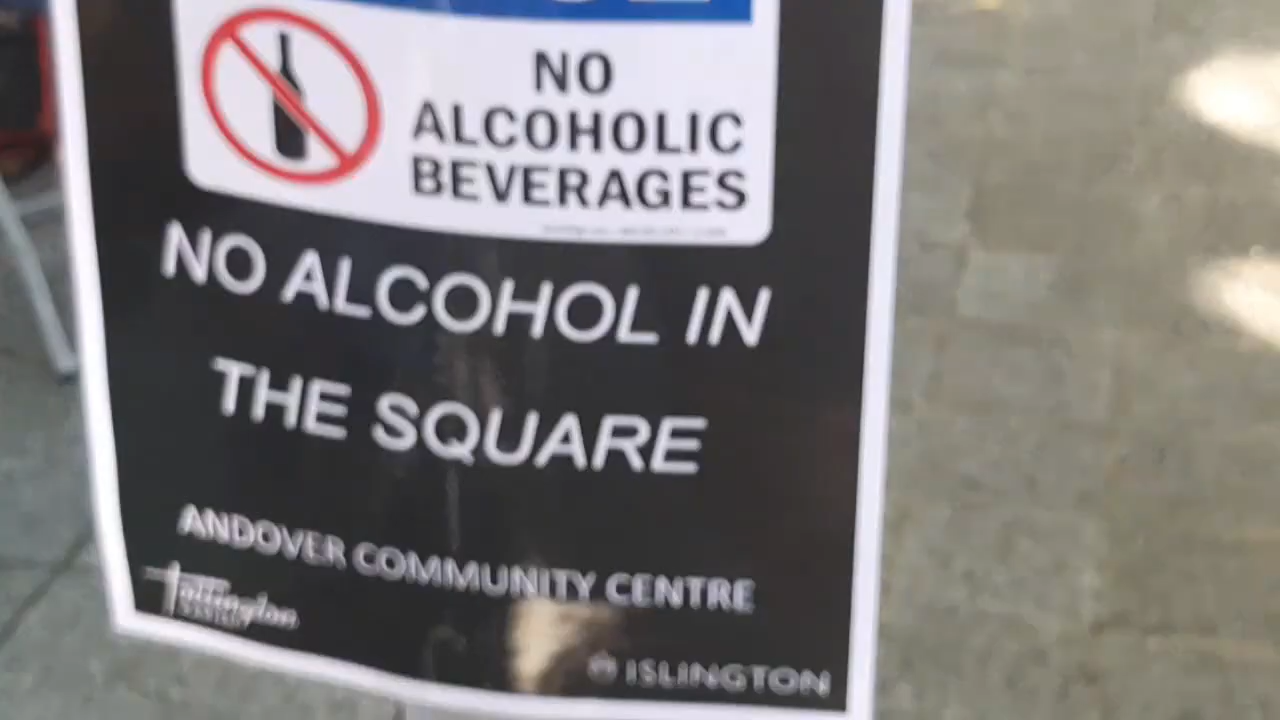 NO
ALCOHOLIC
BEVERAGES
NO ALCOHOL IN
THE SQUARE
ANDOVER COMMUNITY CENTRE
ISLINGTON